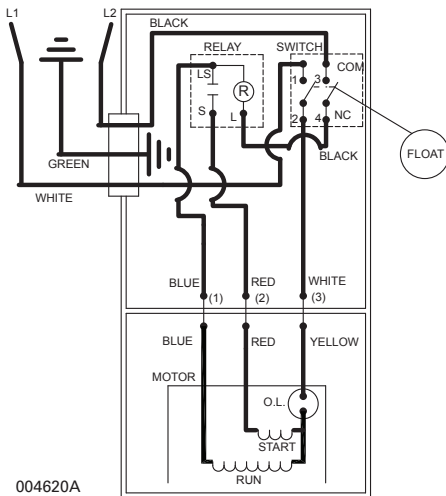 L1 L2 BLACK
RELAY SWITCH COM
LS
R
1 3
S L 2 4 NC
BLACK
FLOAT
GREEN
WHITE
BLUE RED WHITE
(1) (2) (3)
BLUE RED YELLOW
MOTOR
O.L.
START
RUN
004620A